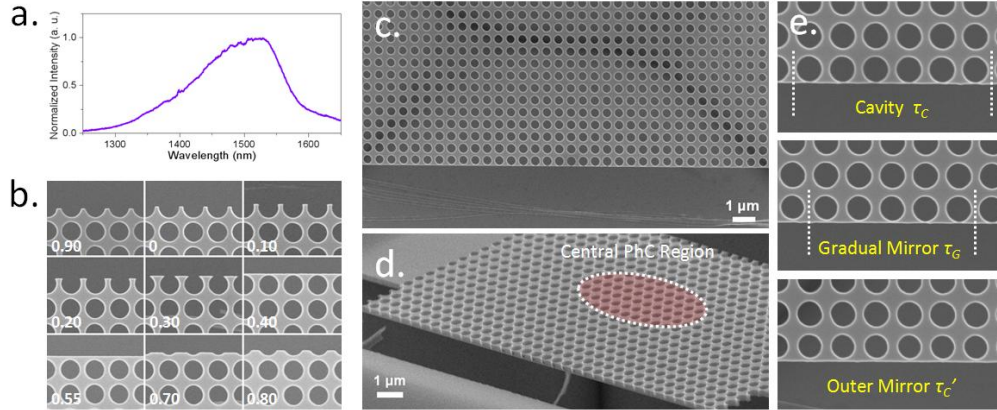 a.
Normalized Intensity (a. u.)
1.0
0.5
0.0
1300 1400 1500 1600
Wavelength (nm)
b.
0.90 0 0.10
0.20 0.30 0.40
0.55 0.70 0.80
c.
1 μm
d.
Central PhC Region
1 μm
e.
Cavity τC
Gradual Mirror τG
Outer Mirror τC′